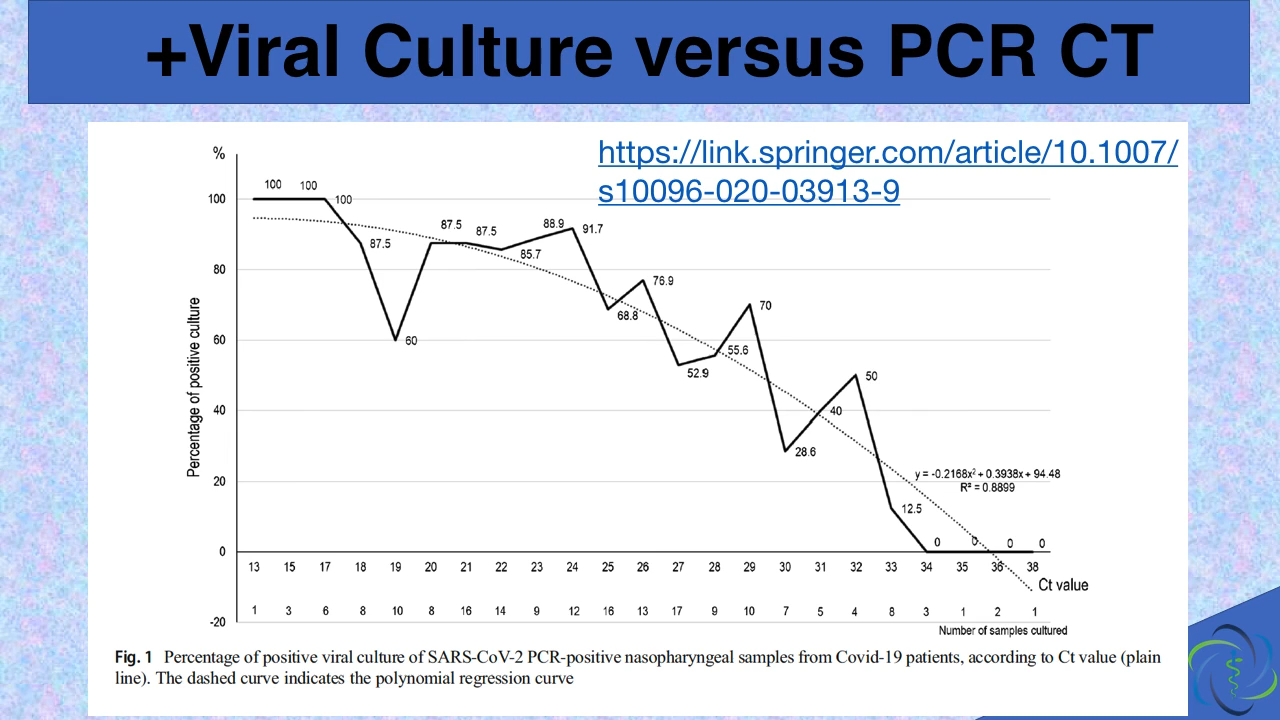 +Viral Culture versus PCR CT
https://link.springer.com/article/10.1007/
s10096-020-03913-9
%
100 100 100
87.5
60
87.5 87.5
85.7
88.9
91.7
68.8
76.9
52.9
55.6
70
28.6
40
50
12.5
0 0 0 0
100
80
60
40
20
0
-20
Percentage of positive culture
y = -0.2168x² + 0.3938x + 94.48
R² = 0.8899
13 15 17 18 19 20 21 22 23 24 25 26 27 28 29 30 31 32 33 34 35 36 38
Ct value
1 3 6 8 10 8 16 14 9 12 16 13 17 9 10 7 5 4 8 3 1 2 1
Number of samples cultured
Fig. 1 Percentage of positive viral culture of SARS-CoV-2 PCR-positive nasopharyngeal samples from Covid-19 patients, according to Ct value (plain
line). The dashed curve indicates the polynomial regression curve